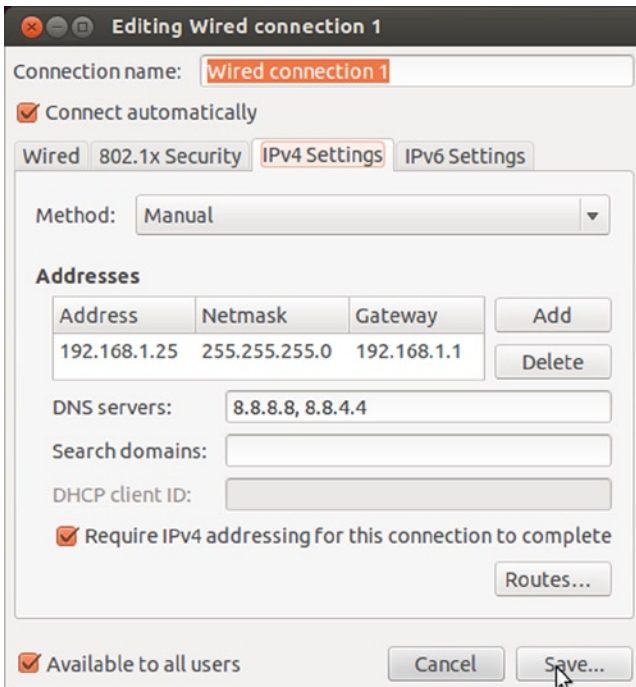 Editing Wired connection 1
Connection name: Wired connection 1
Connect automatically
Wired 802.1x Security IPv4 Settings IPv6 Settings
Method: Manual
Addresses
Address Netmask Gateway Add
192.168.1.25 255.255.255.0 192.168.1.1
Delete
DNS servers: 8.8.8.8, 8.8.4.4
Search domains:
DHCP client ID:
Require IPv4 addressing for this connection to complete
Routes...
Available to all users Cancel Save...